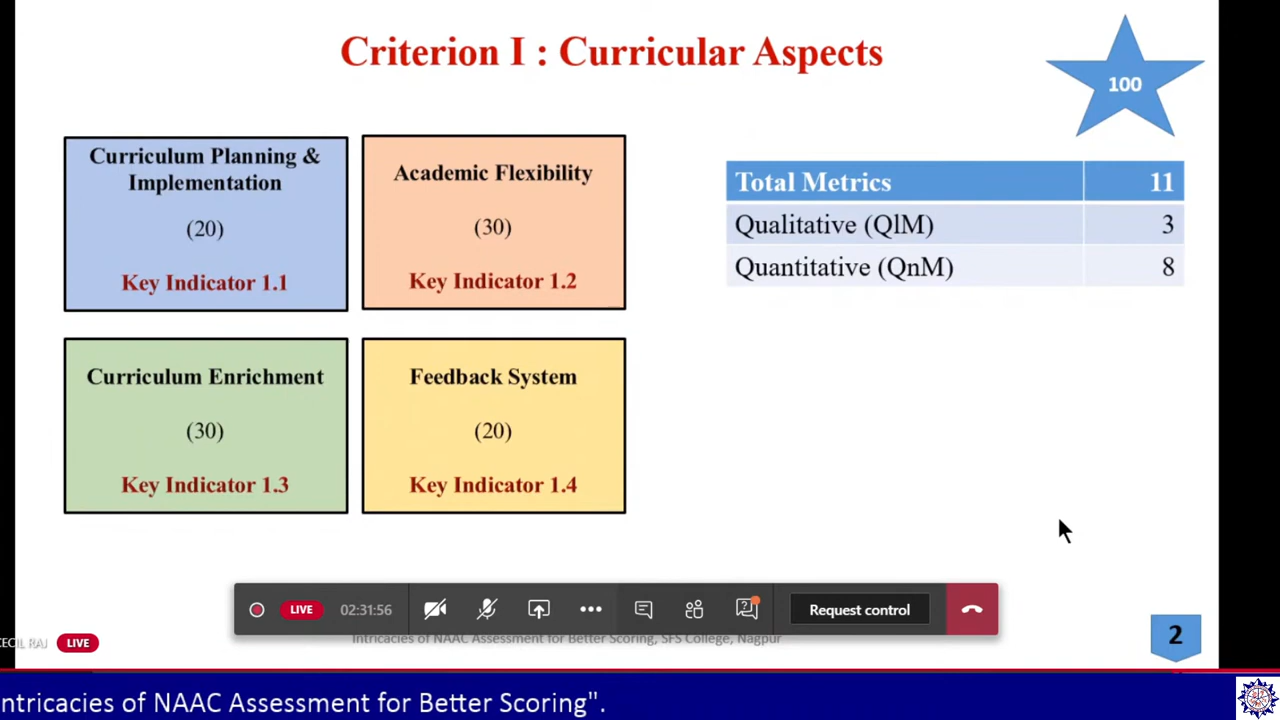 Criterion I : Curricular Aspects
100
Curriculum Planning &
Implementation
(20)
Key Indicator 1.1
Academic Flexibility
(30)
Key Indicator 1.2
Total Metrics 11
Qualitative (QlM) 3
Quantitative (QnM) 8
Curriculum Enrichment
(30)
Key Indicator 1.3
Feedback System
(20)
Key Indicator 1.4
LIVE 02:31:56 Request control
Intricacies of NAAC Assessment for Better Scoring, SFS College, Nagpur
2
CECIL RAJ LIVE
ntricacies of NAAC Assessment for Better Scoring".